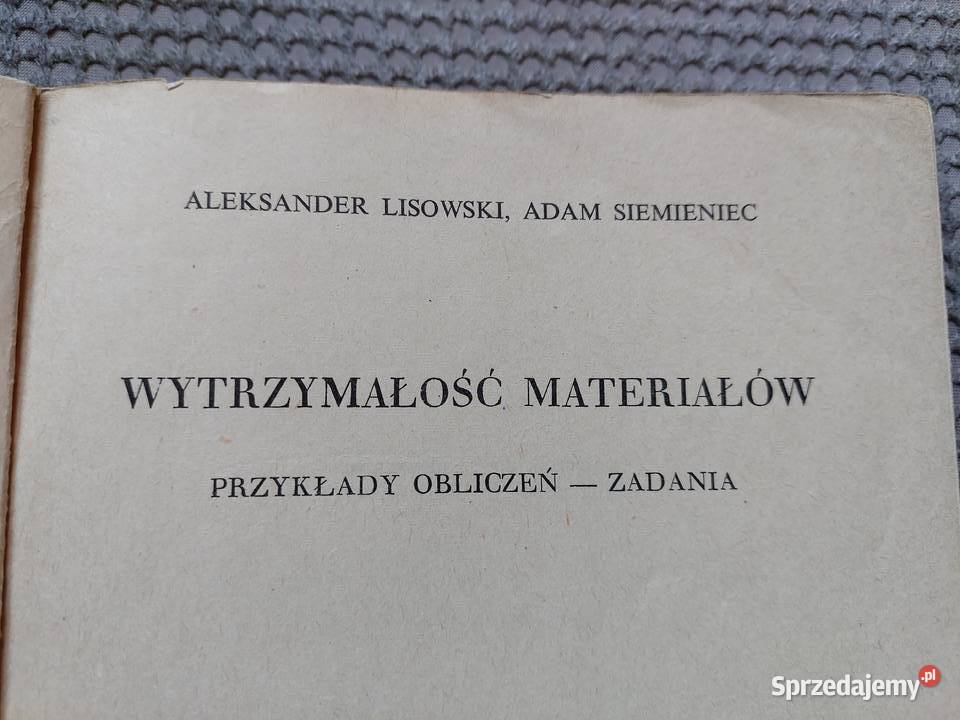 ALEKSANDER LISOWSKI, ADAM SIEMIENIEC
WYTRZYMAŁOŚĆ MATERIAŁÓW
PRZYKŁADY OBLICZEŃ — ZADANIA
Sprzedajemy.pl